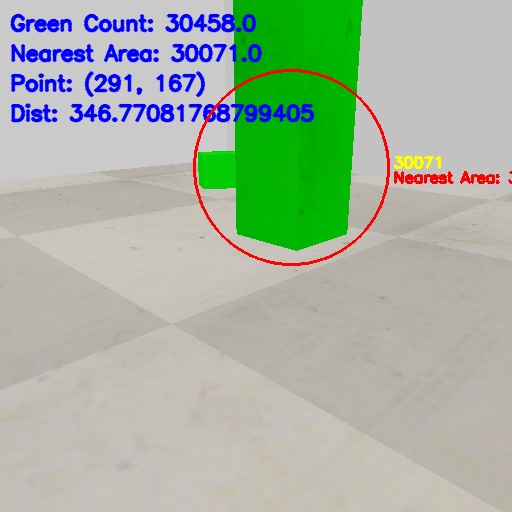 Green Count: 30458.0
Nearest Area: 30071.0
Point: (291, 167)
Dist: 346.77081768799405
30071
Nearest Area: